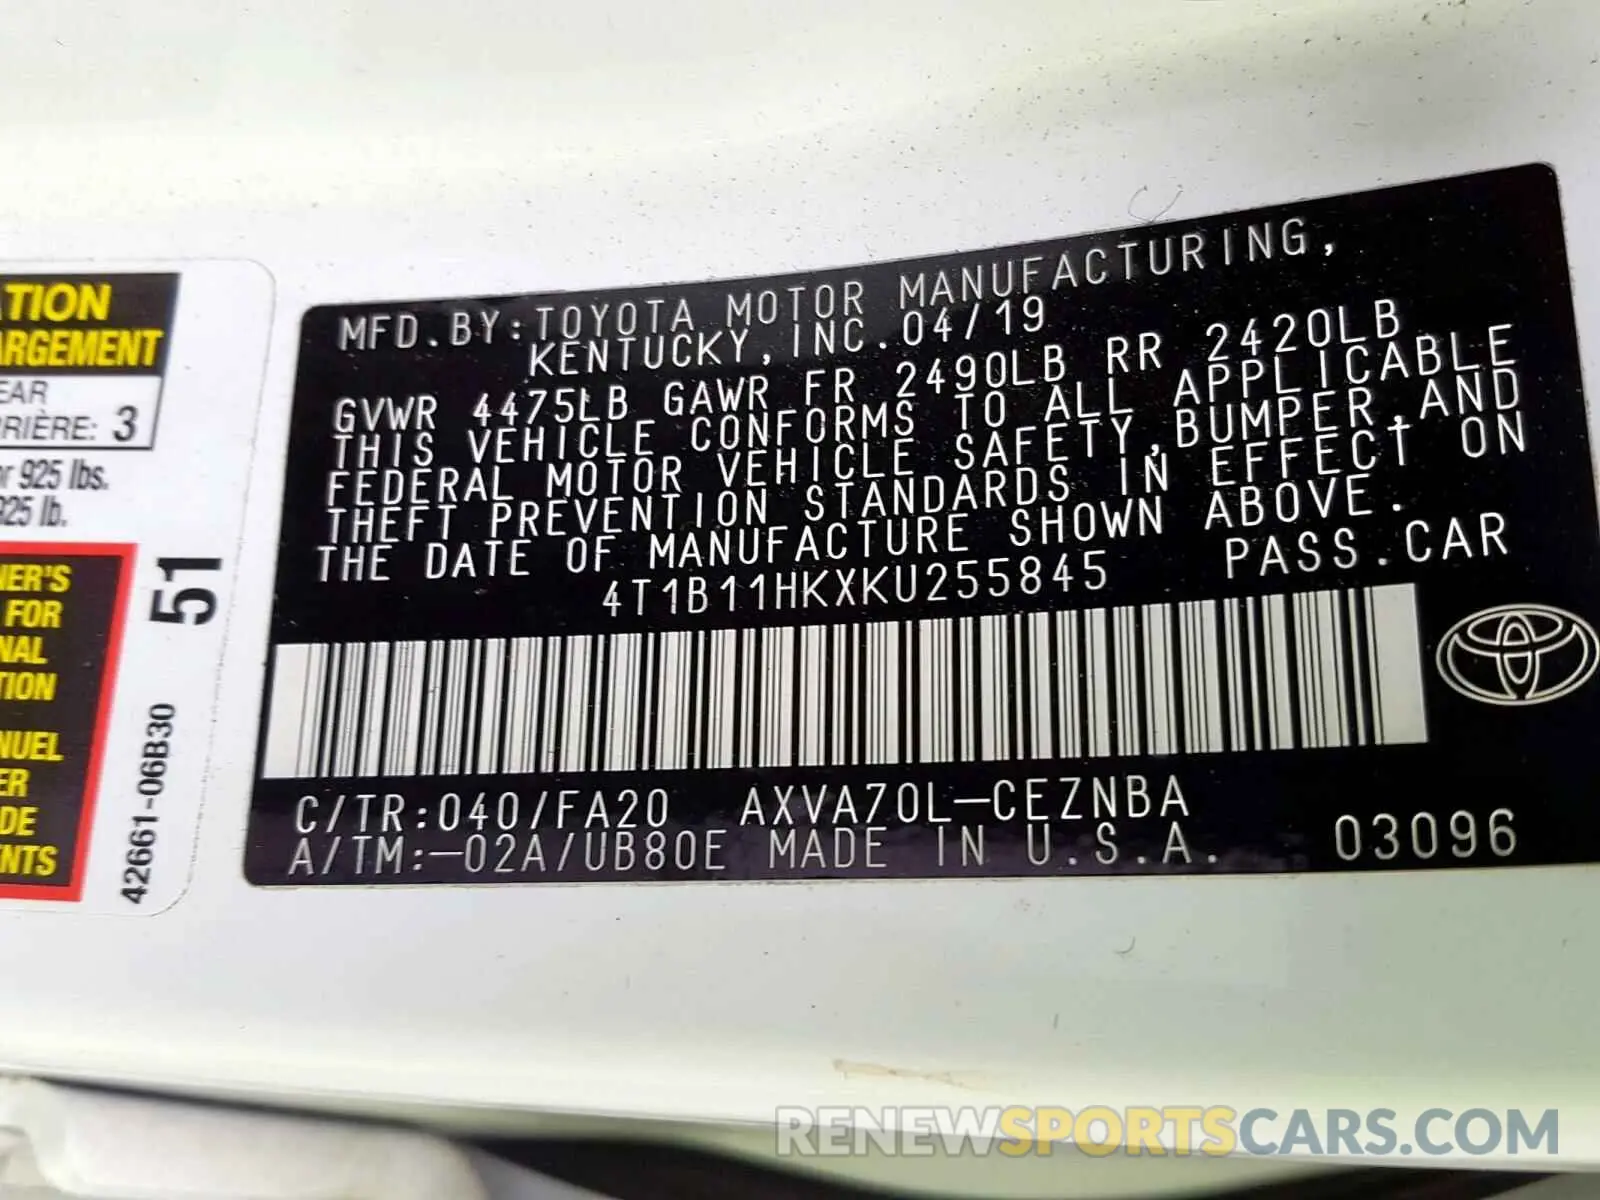 ATION
ARGEMENT
EAR
RRIÈRE: 3
or 925 lbs.
925 lb.
NER'S
FOR
NAL
TION
NUEL
ER
DE
ENTS
51
42661-06B30
MFD.BY:TOYOTA MOTOR MANUFACTURING,
KENTUCKY,INC.04/19
GVWR 4475LB GAWR FR 2490LB RR 2420LB
THIS VEHICLE CONFORMS TO ALL APPLICABLE
FEDERAL MOTOR VEHICLE SAFETY,BUMPER,AND
THEFT PREVENTION STANDARDS IN EFFECT ON
THE DATE OF MANUFACTURE SHOWN ABOVE.
4T1B11HKXKU255845 PASS.CAR
C/TR:040/FA20 AXVA70L-CEZNBA
A/TM:-02A/UB80E MADE IN U.S.A. 03096
RENEWSPORTSCARS.COM